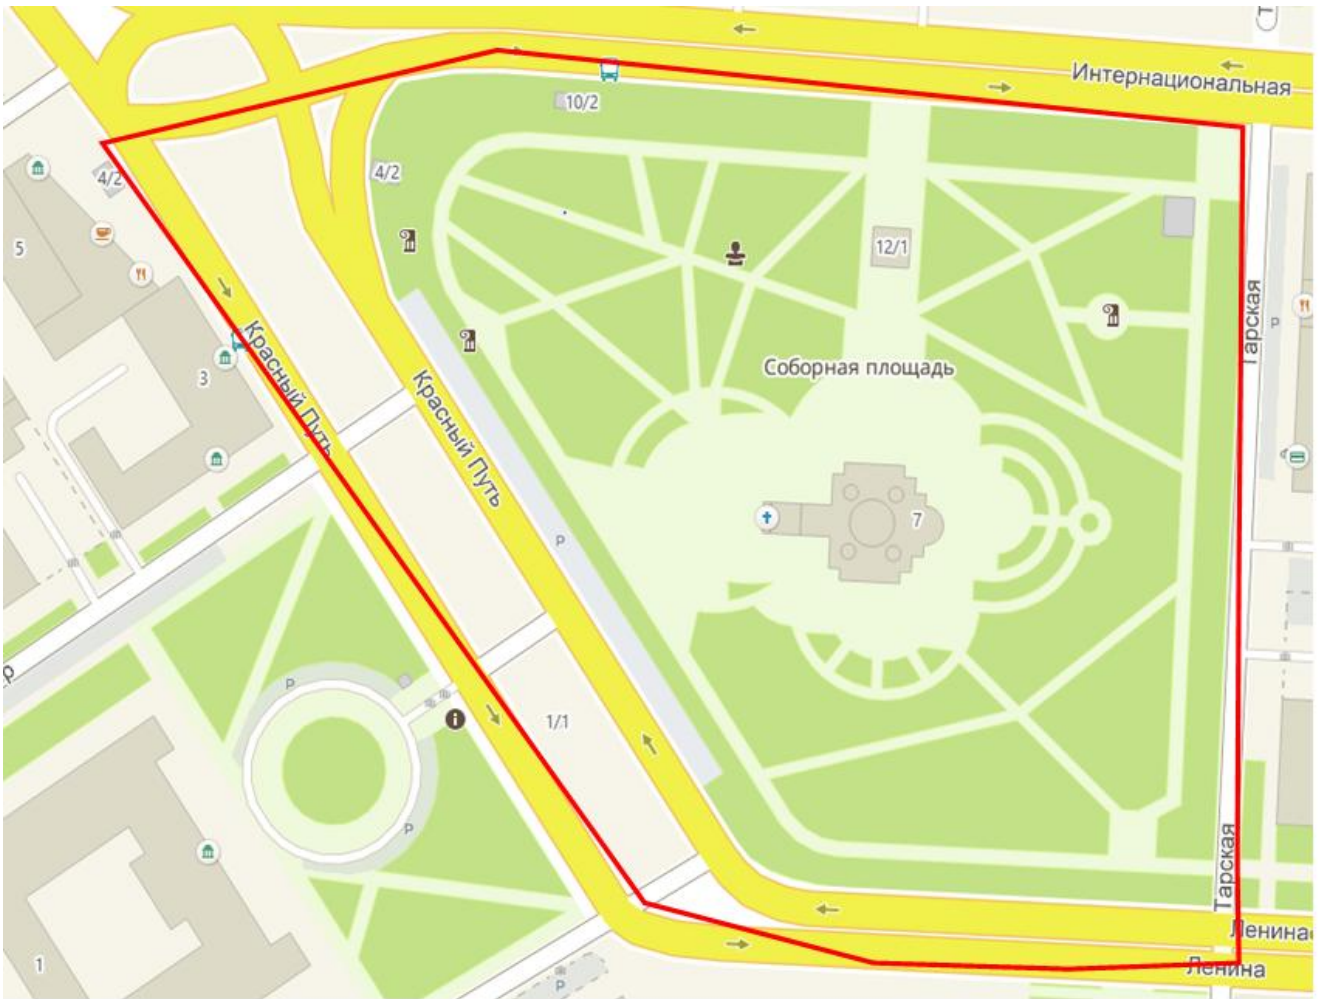 Т
Интернациональная
10/2
4/2
4/2
5
12/1
Тарская
P
Соборная площадь
3
Красный Путь
Красный Путь
7
P
P
1/1
P
Тарская
Ленина
Ленина
1
P